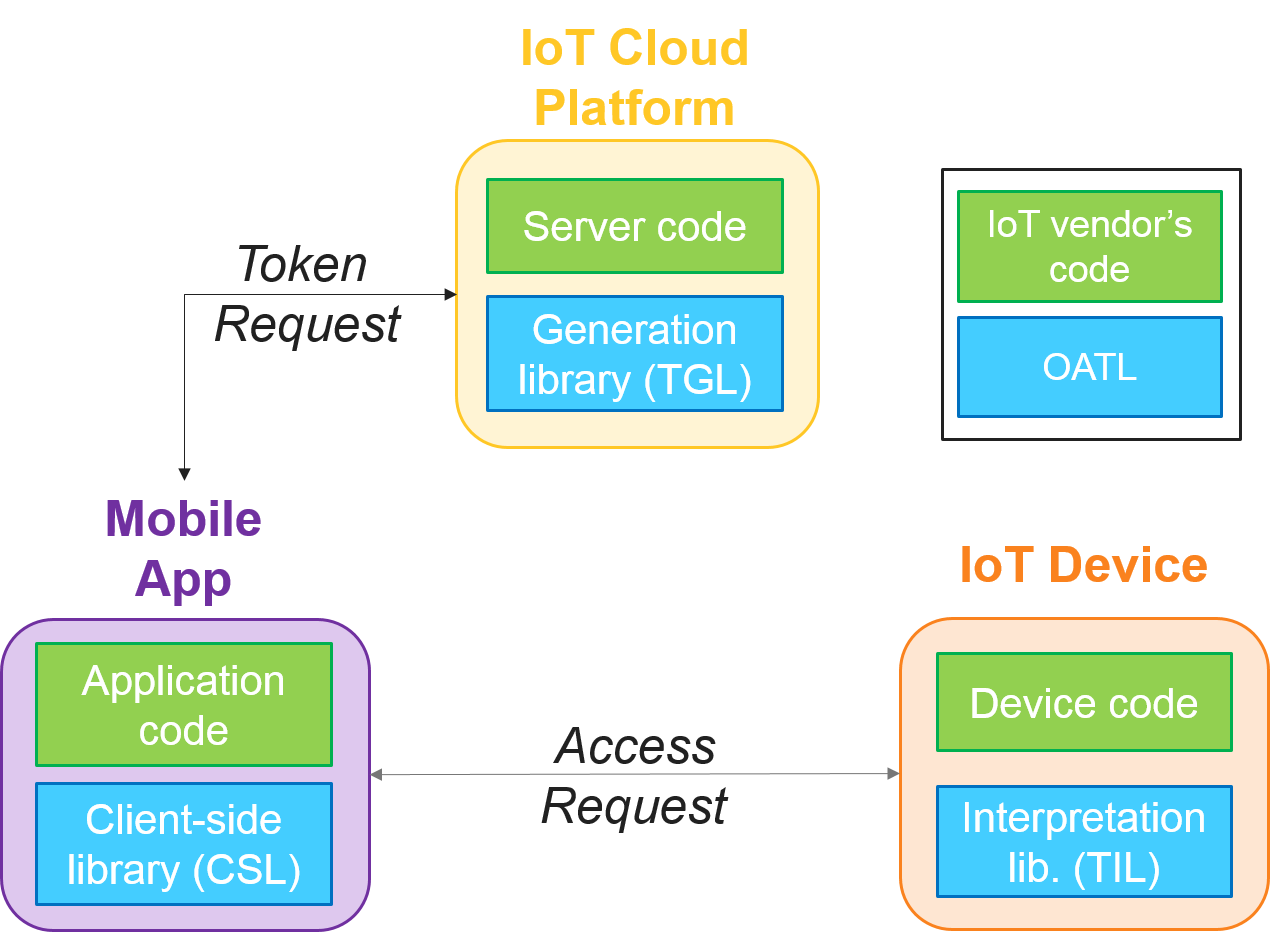 IoT Cloud
Platform
Server code
Generation
library (TGL)
IoT vendor’s
code
OATL
Token
Request
Mobile
App
Application
code
Client-side
library (CSL)
Access
Request
IoT Device
Device code
Interpretation
lib. (TIL)